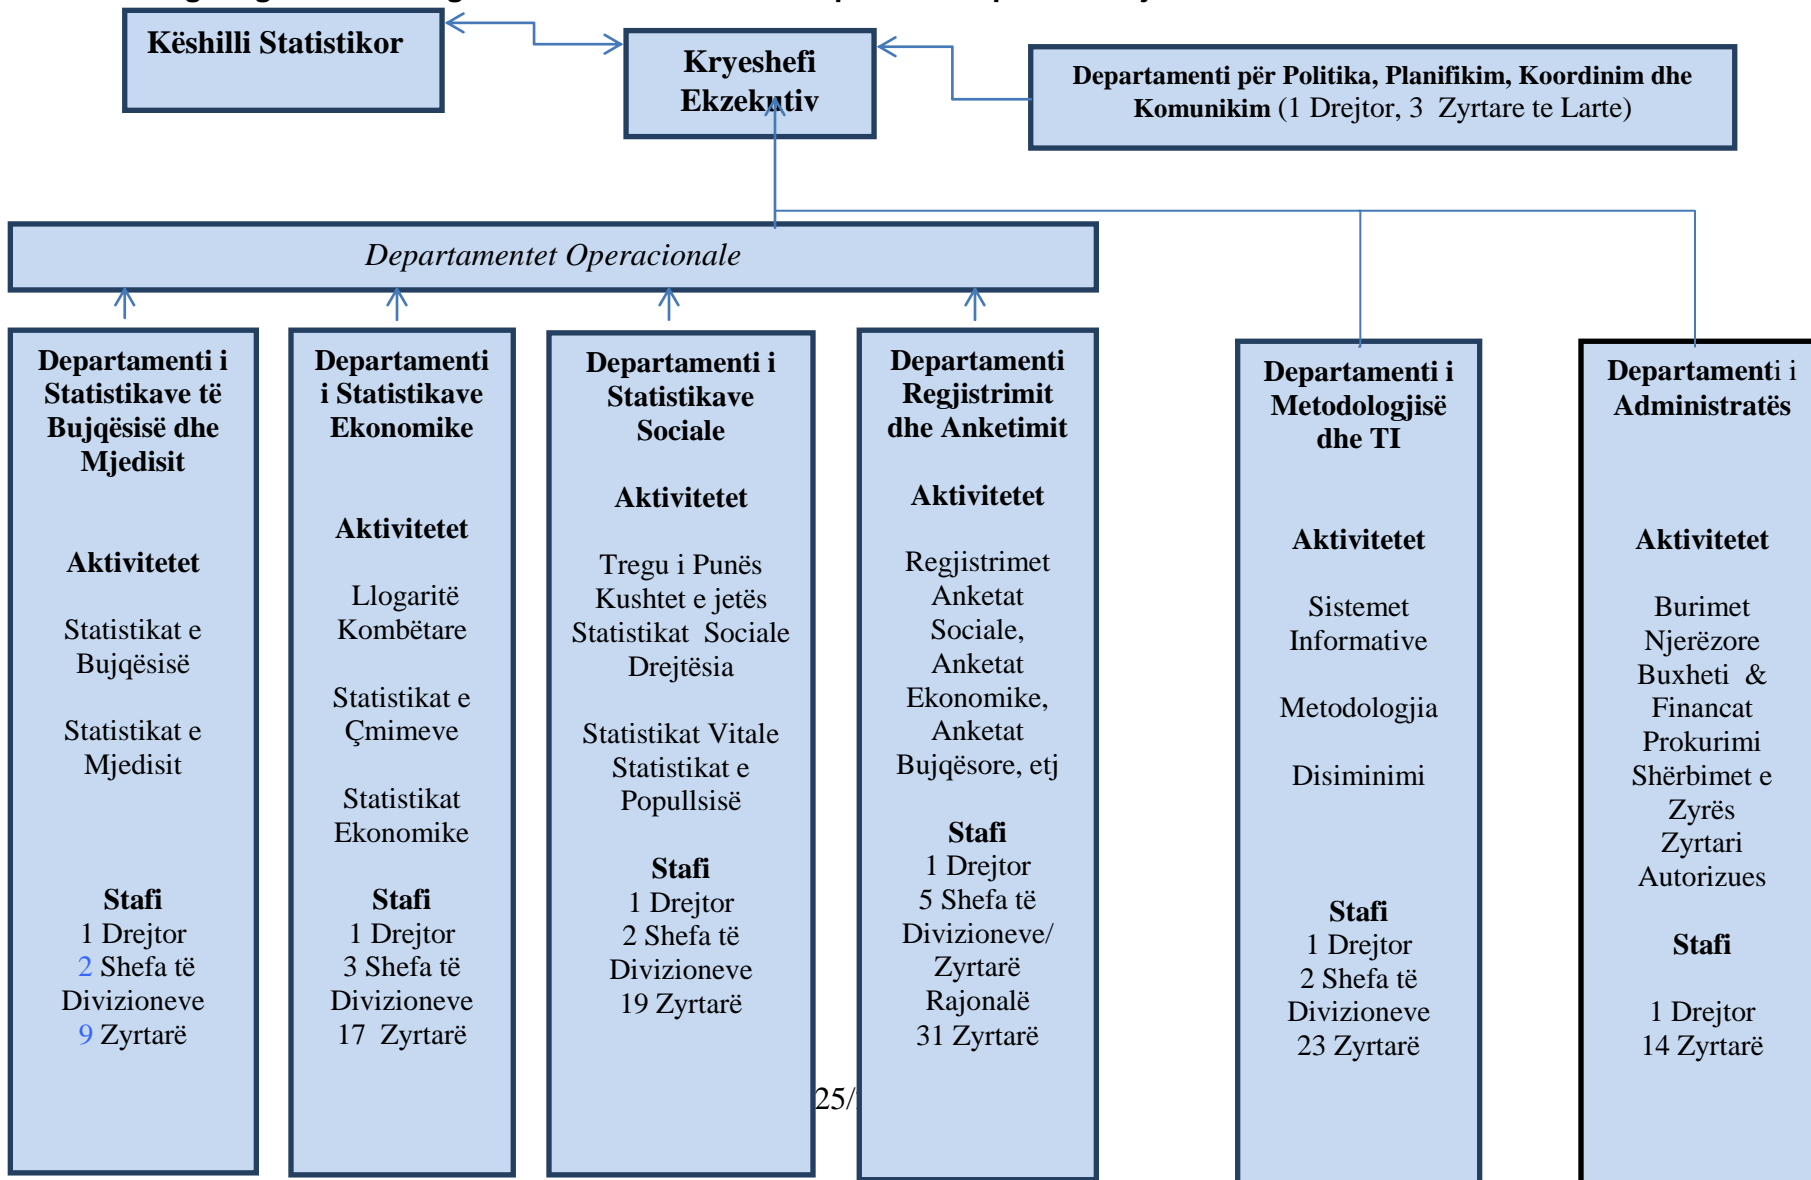 Këshilli Statistikor
Kryeshefi
Ekzekutiv
Departamenti për Politika, Planifikim, Koordinim dhe
Komunikim (1 Drejtor, 3 Zyrtare te Larte)
Departamentet Operacionale
Departamenti i
Statistikave të
Bujqësisë dhe
Mjedisit
Aktivitetet
Statistikat e
Bujqësisë
Statistikat e
Mjedisit
Stafi
1 Drejtor
2 Shefa të
Divizioneve
9 Zyrtarë
Departamenti
i Statistikave
Ekonomike
Aktivitetet
Llogaritë
Kombëtare
Statistikat e
Çmimeve
Statistikat
Ekonomike
Stafi
1 Drejtor
3 Shefa të
Divizioneve
17 Zyrtarë
Departamenti i
Statistikave
Sociale
Aktivitetet
Tregu i Punës
Kushtet e jetës
Statistikat Sociale
Drejtësia
Statistikat Vitale
Statistikat e
Popullsisë
Stafi
1 Drejtor
2 Shefa të
Divizioneve
19 Zyrtarë
Departamenti
Regjistrimit
dhe Anketimit
Aktivitetet
Regjistrimet
Anketat
Sociale,
Anketat
Ekonomike,
Anketat
Bujqësore, etj
Stafi
1 Drejtor
5 Shefa të
Divizioneve/
Zyrtarë
Rajonalë
31 Zyrtarë
Departamenti i
Metodologjisë
dhe TI
Aktivitetet
Sistemet
Informative
Metodologjia
Disiminimi
Stafi
1 Drejtor
2 Shefa të
Divizioneve
23 Zyrtarë
Departamenti i
Administratës
Aktivitetet
Burimet
Njerëzore
Buxheti &
Financat
Prokurimi
Shërbimet e
Zyrës
Zyrtari
Autorizues
Stafi
1 Drejtor
14 Zyrtarë
25/